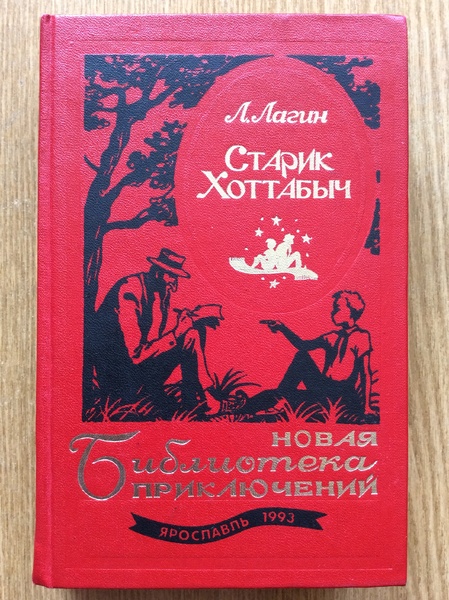 Л. Лагин
Старик
Хоттабыч
НОВАЯ
Библиотека
ПРИКЛЮЧЕНИЙ
ЯРОСЛАВЛЬ 1993